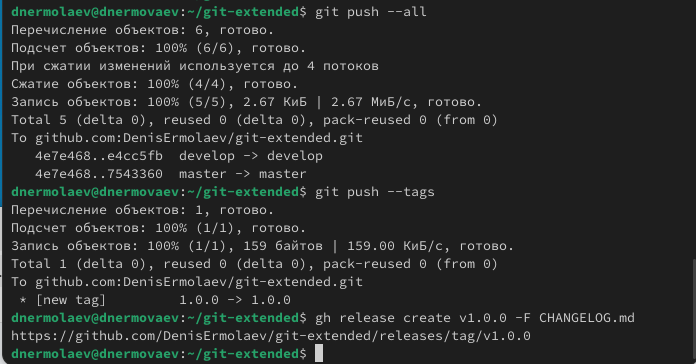 dnermolaev@dnermovaev:~/git-extended$ git push --all
Перечисление объектов: 6, готово.
Подсчет объектов: 100% (6/6), готово.
При сжатии изменений используется до 4 потоков
Сжатие объектов: 100% (4/4), готово.
Запись объектов: 100% (5/5), 2.67 КиБ | 2.67 МиБ/с, готово.
Total 5 (delta 0), reused 0 (delta 0), pack-reused 0 (from 0)
To github.com:DenisErmolaev/git-extended.git
   4e7e468..e4cc5fb  develop -> develop
   4e7e468..7543360  master -> master
dnermolaev@dnermovaev:~/git-extended$ git push --tags
Перечисление объектов: 1, готово.
Подсчет объектов: 100% (1/1), готово.
Запись объектов: 100% (1/1), 159 байтов | 159.00 КиБ/с, готово.
Total 1 (delta 0), reused 0 (delta 0), pack-reused 0 (from 0)
To github.com:DenisErmolaev/git-extended.git
 * [new tag]         1.0.0 -> 1.0.0
dnermolaev@dnermovaev:~/git-extended$ gh release create v1.0.0 -F CHANGELOG.md
https://github.com/DenisErmolaev/git-extended/releases/tag/v1.0.0
dnermolaev@dnermovaev:~/git-extended$